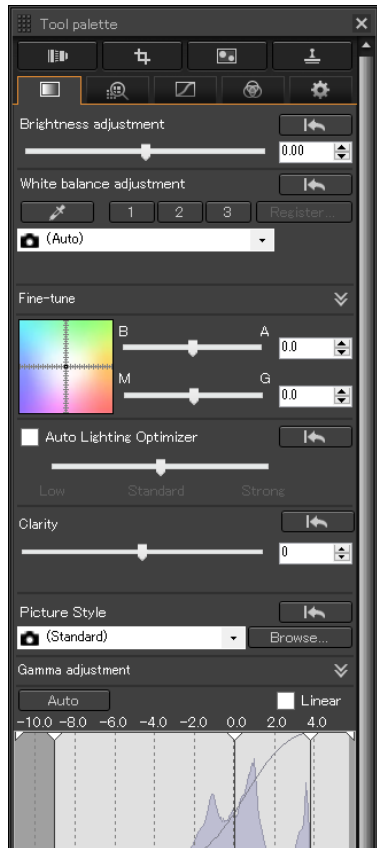 Tool palette
Brightness adjustment
0.00
White balance adjustment
1 2 3 Register...
(Auto)
Fine-tune
B A
0.0
M G
0.0
Auto Lighting Optimizer
Low Standard Strong
Clarity
0
Picture Style
(Standard) Browse...
Gamma adjustment
Auto Linear
-10.0 -8.0 -6.0 -4.0 -2.0 0.0 2.0 4.0